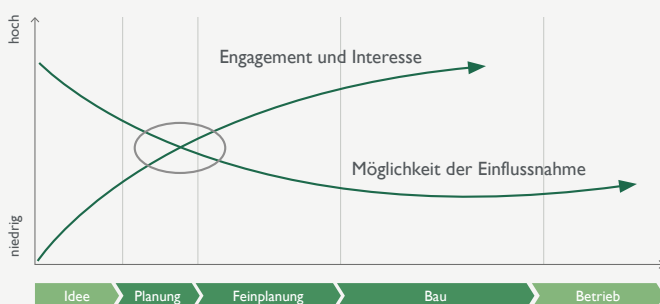 hoch
Engagement und Interesse
Möglichkeit der Einflussnahme
niedrig
Idee
Planung
Feinplanung
Bau
Betrieb